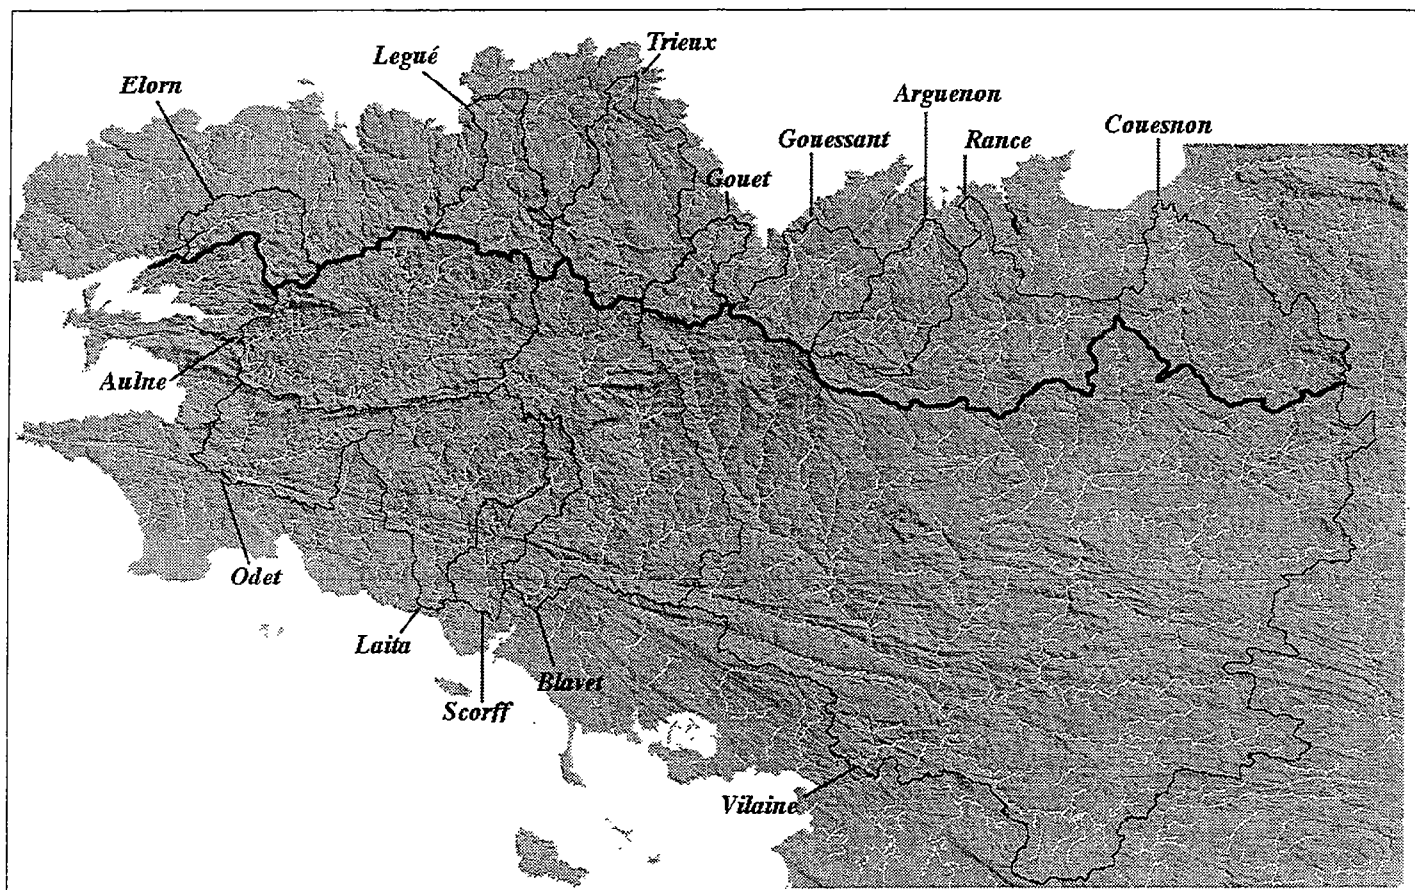 Trieux
Legué
Elorn
Arguenon
Couesnon
Gouessant
Rance
Gouet
Aulne
Odet
Laita
Blavet
Scorff
Vilaine